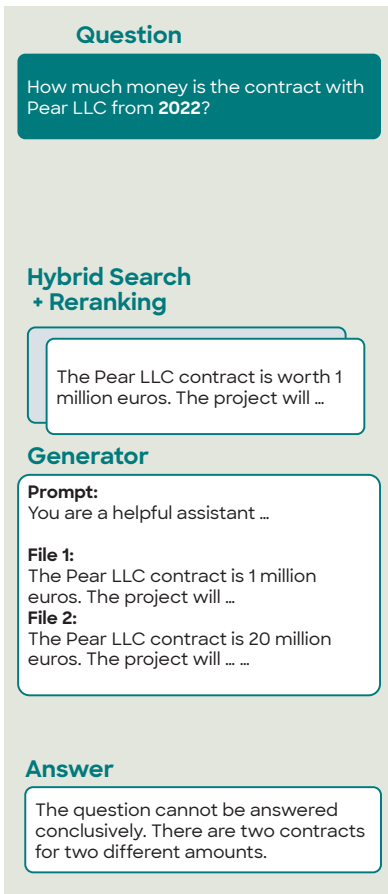 Question
How much money is the contract with
Pear LLC from 2022?
Hybrid Search
+ Reranking
The Pear LLC contract is worth 1
million euros. The project will ...
Generator
Prompt:
You are a helpful assistant ...
File 1:
The Pear LLC contract is 1 million
euros. The project will ...
File 2:
The Pear LLC contract is 20 million
euros. The project will ... ...
Answer
The question cannot be answered
conclusively. There are two contracts
for two different amounts.